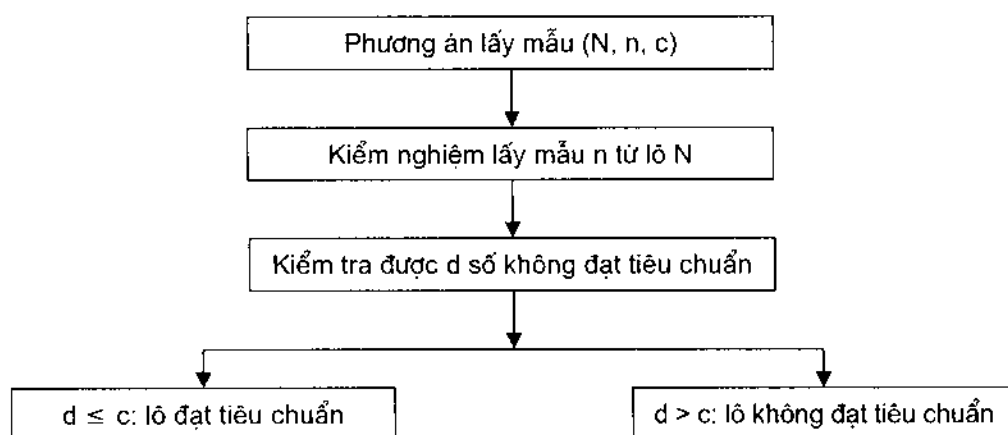 Phương án lấy mẫu (N, n, c)
Kiểm nghiệm lấy mẫu n từ lô N
Kiểm tra được d số không đạt tiêu chuẩn
d ≤ c: lô đạt tiêu chuẩn
d > c: lô không đạt tiêu chuẩn